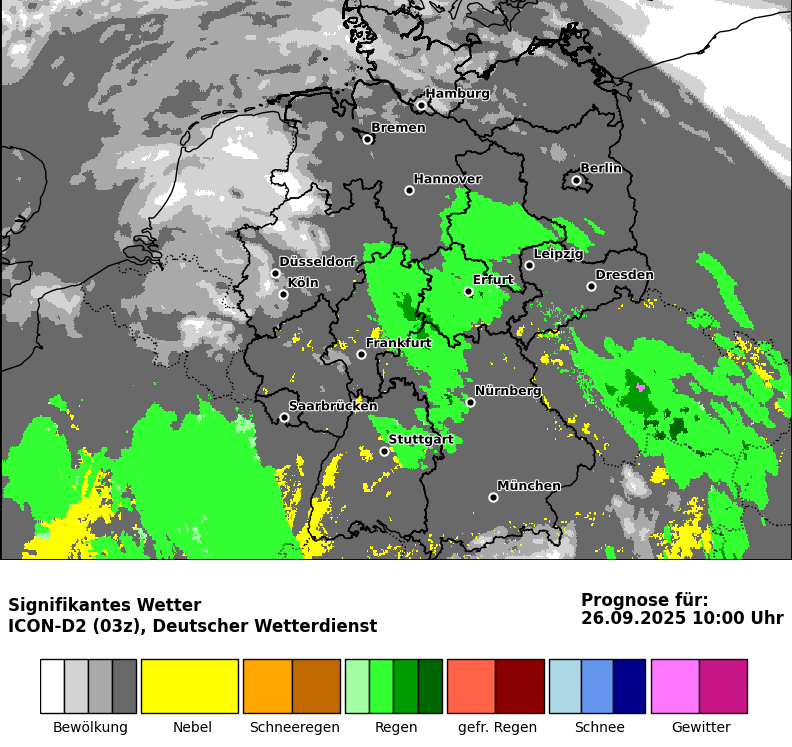 Hamburg
Bremen
Berlin
Hannover
Düsseldorf
Leipzig
Köln
Erfurt
Dresden
Frankfurt
Nürnberg
Saarbrücken
Stuttgart
München
Signifikantes Wetter
ICON-D2 (03z), Deutscher Wetterdienst
Prognose für:
26.09.2025 10:00 Uhr
Bewölkung Nebel Schneeregen Regen gefr. Regen Schnee Gewitter